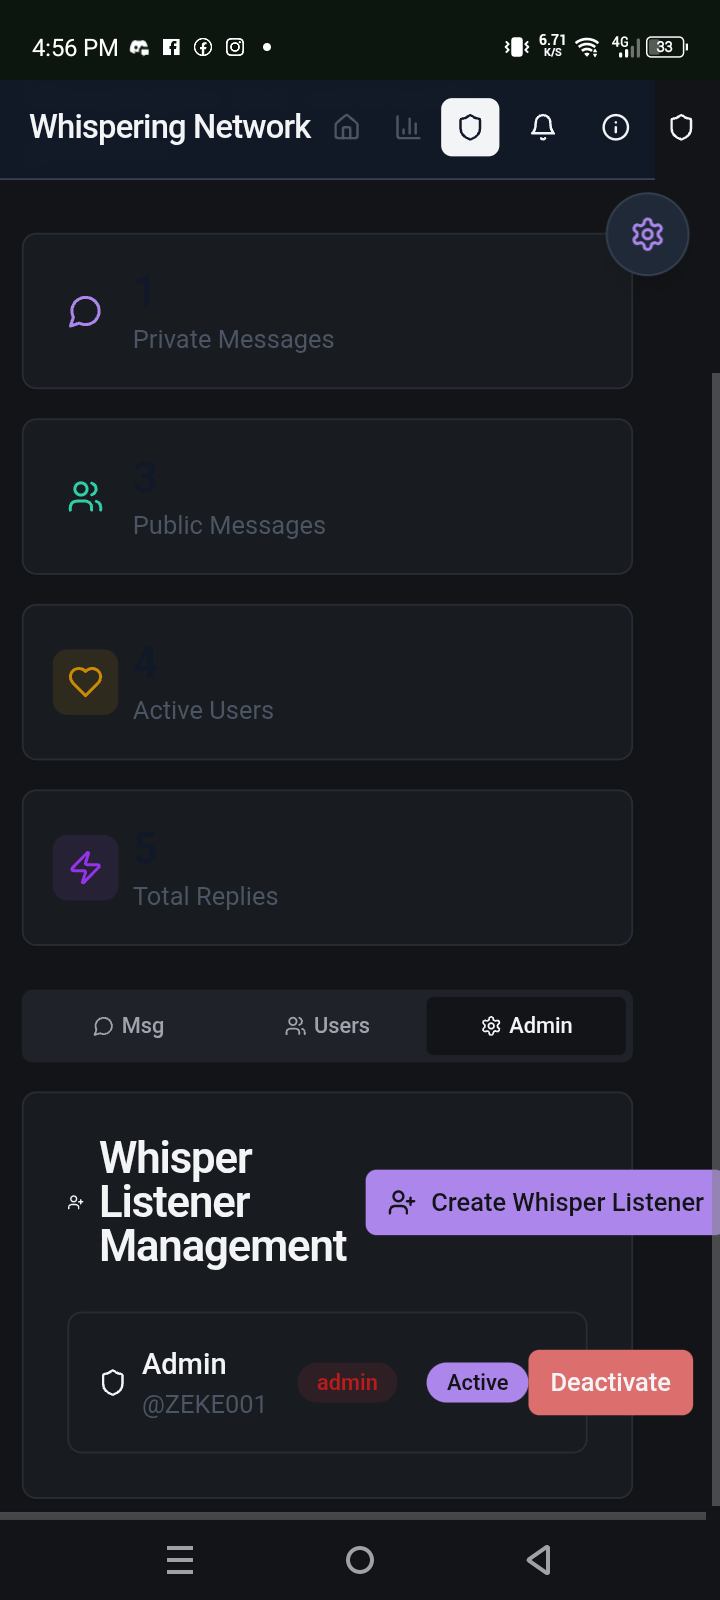 4:56 PM
6.71
K/S
4G
33
Whispering Network
1
Private Messages
3
Public Messages
4
Active Users
5
Total Replies
Msg
Users
Admin
Whisper
Listener
Management
Create Whisper Listener
Admin
@ZEKE001
admin
Active
Deactivate